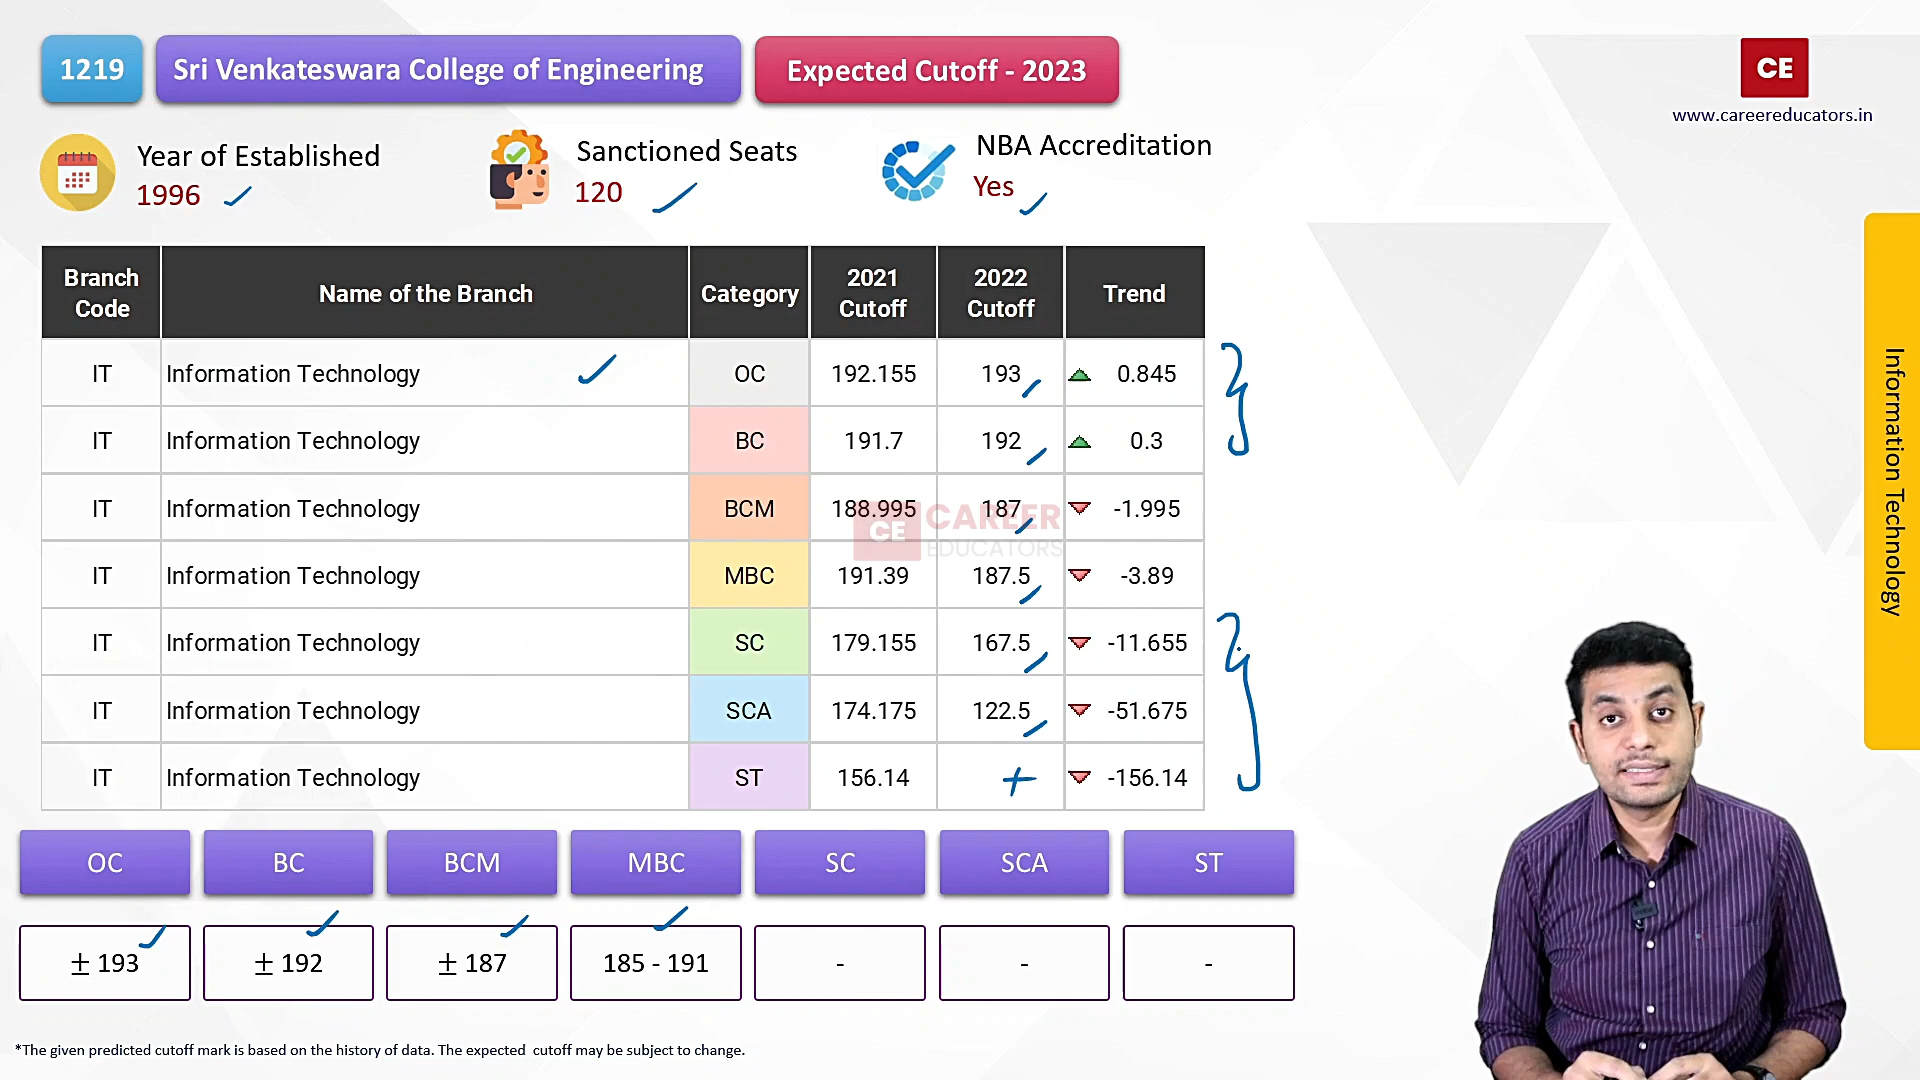 1219
Sri Venkateswara College of Engineering
Expected Cutoff - 2023
CE
www.careereducators.in
Year of Established
1996
Sanctioned Seats
120
NBA Accreditation
Yes
Branch Code Name of the Branch Category 2021 Cutoff 2022 Cutoff Trend
IT Information Technology OC 192.155 193 0.845
IT Information Technology BC 191.7 192 0.3
IT Information Technology BCM 188.995 187 -1.995
IT Information Technology MBC 191.39 187.5 -3.89
IT Information Technology SC 179.155 167.5 -11.655
IT Information Technology SCA 174.175 122.5 -51.675
IT Information Technology ST 156.14 -156.14
CE CAREER
EDUCATORS
Information Technology
OC BC BCM MBC SC SCA ST
± 193 ± 192 ± 187 185 - 191 - - -
*The given predicted cutoff mark is based on the history of data. The expected cutoff may be subject to change.